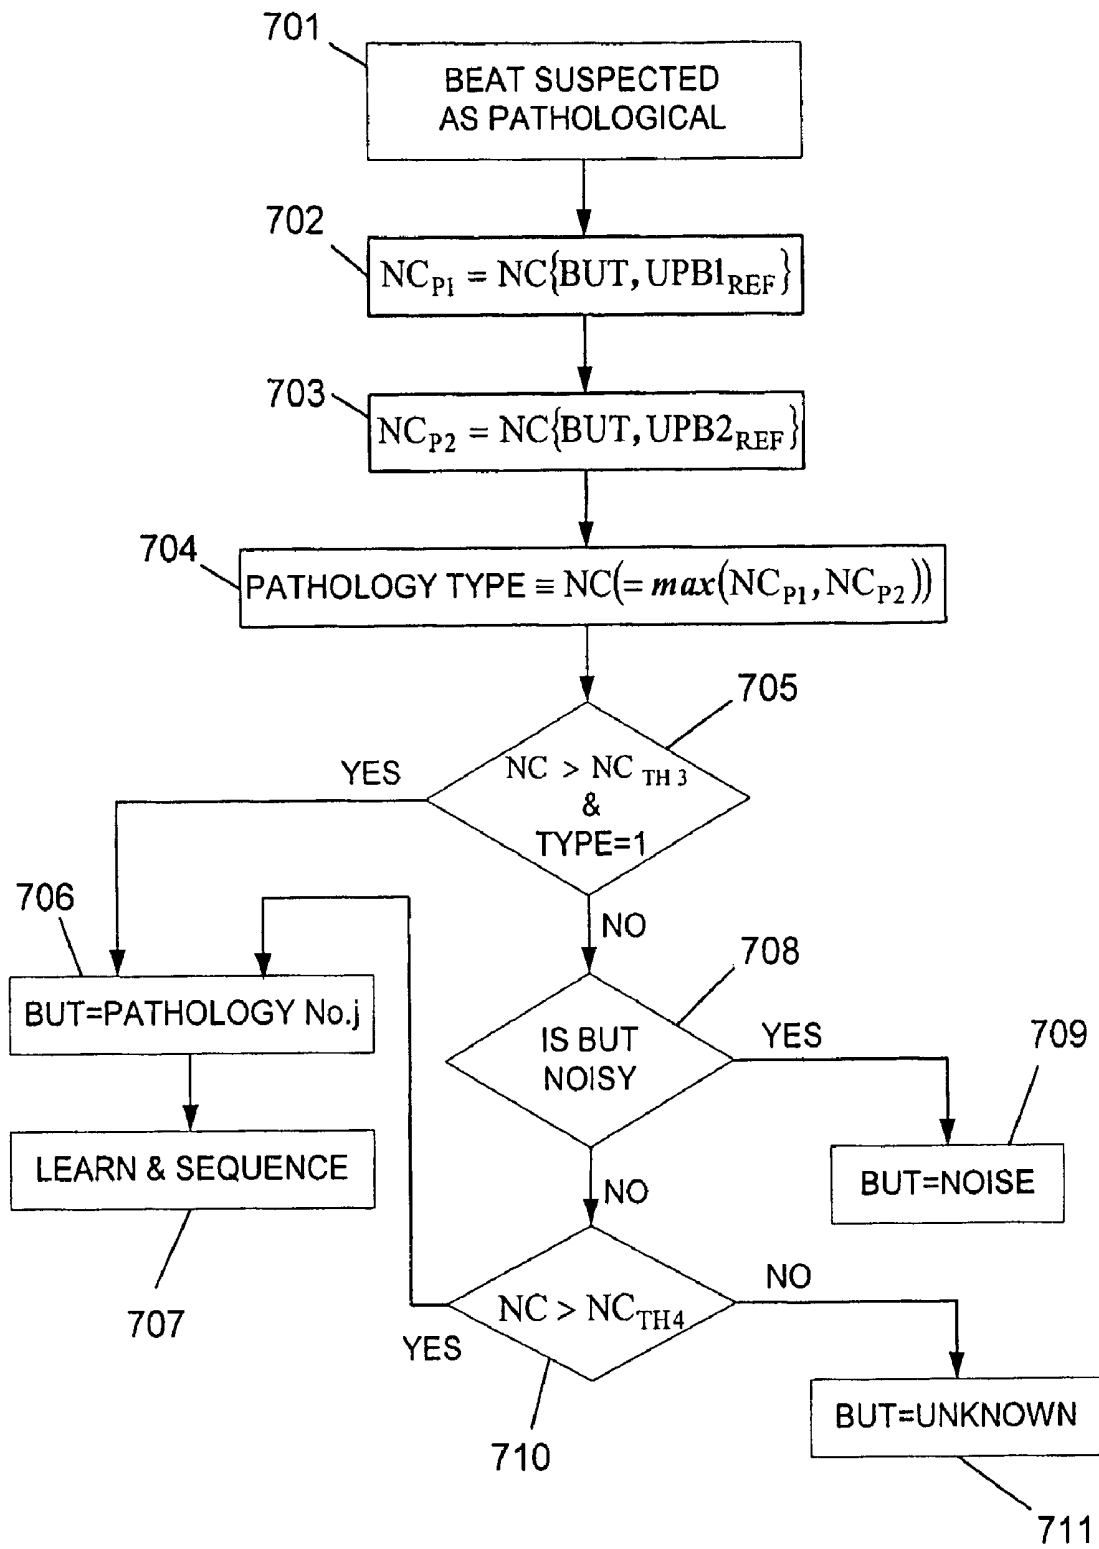 701
BEAT SUSPECTED
AS PATHOLOGICAL
702
NC_P1 = NC{BUT, UPB1_REF}
703
NC_P2 = NC{BUT, UPB2_REF}
704
PATHOLOGY TYPE ≡ NC(=max(NC_P1, NC_P2))
705
NC > NC_TH3
&
TYPE=1
YES
NO
706
BUT=PATHOLOGY No.j
708
IS BUT
NOISY
YES
709
BUT=NOISE
LEARN & SEQUENCE
707
NO
NC > NC_TH4
YES
NO
710
BUT=UNKNOWN
711